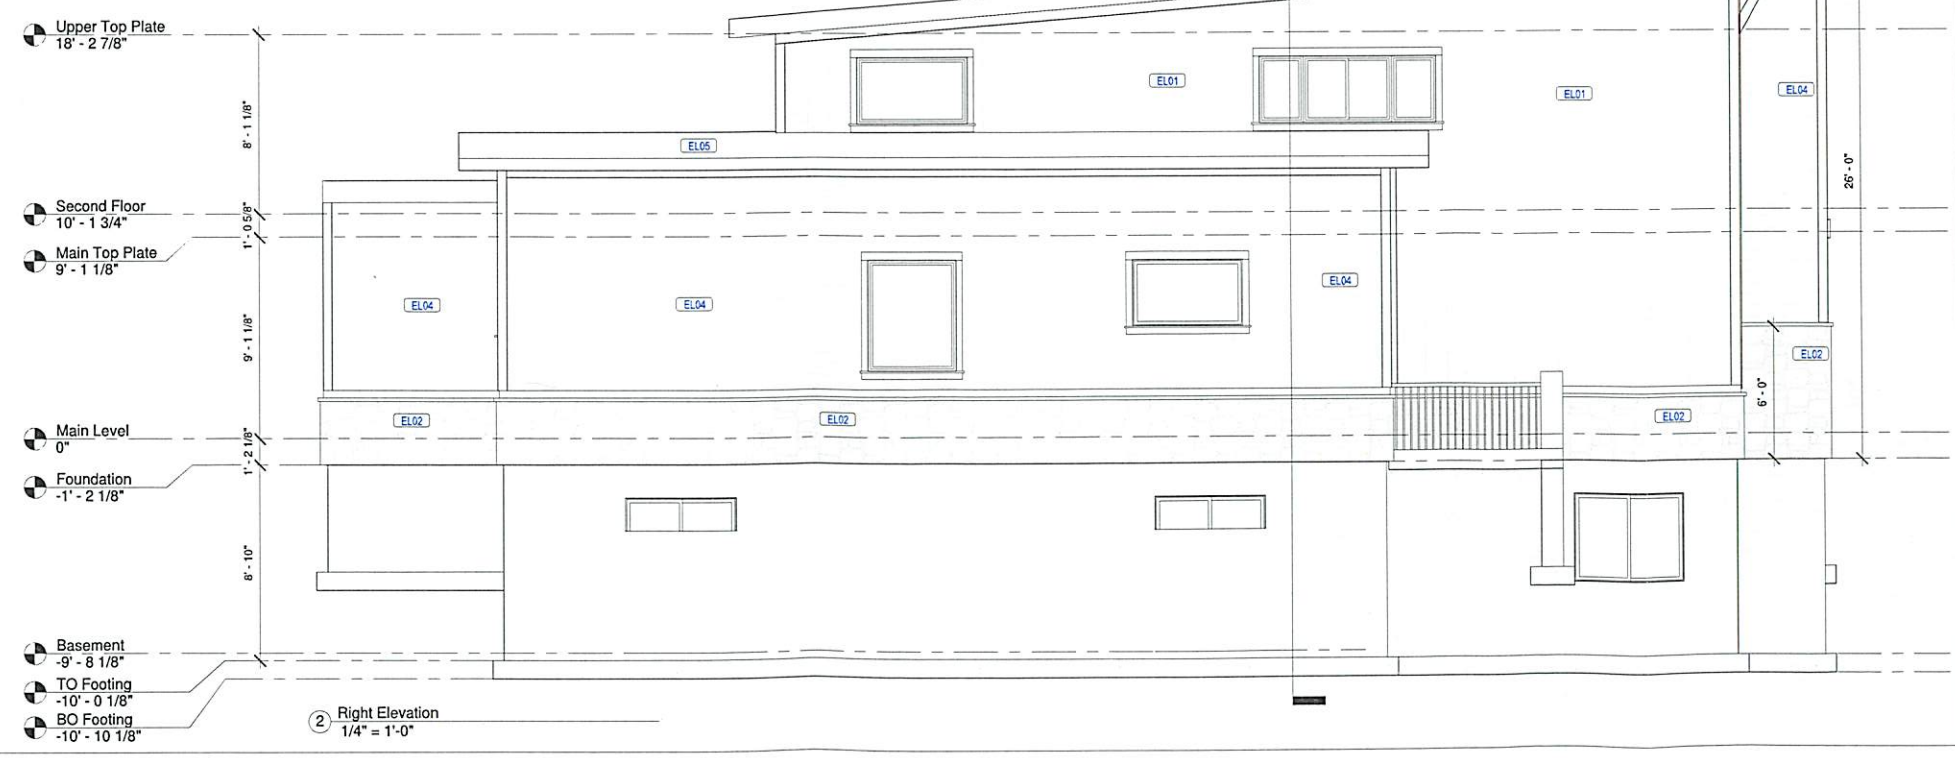 Upper Top Plate
18' - 2 7/8"
EL01
EL01
EL04
8' - 1 1/8"
EL05
26' - 0"
Second Floor
10' - 1 3/4"
1' - 0 5/8"
Main Top Plate
9' - 1 1/8"
EL04
EL04
EL04
9' - 1 1/8"
EL02
6' - 0"
EL02
EL02
EL02
Main Level
0"
1' - 2 1/8"
Foundation
-1' - 2 1/8"
8' - 10"
Basement
-9' - 8 1/8"
TO Footing
-10' - 0 1/8"
BO Footing
-10' - 10 1/8"
2 Right Elevation
1/4" = 1'-0"